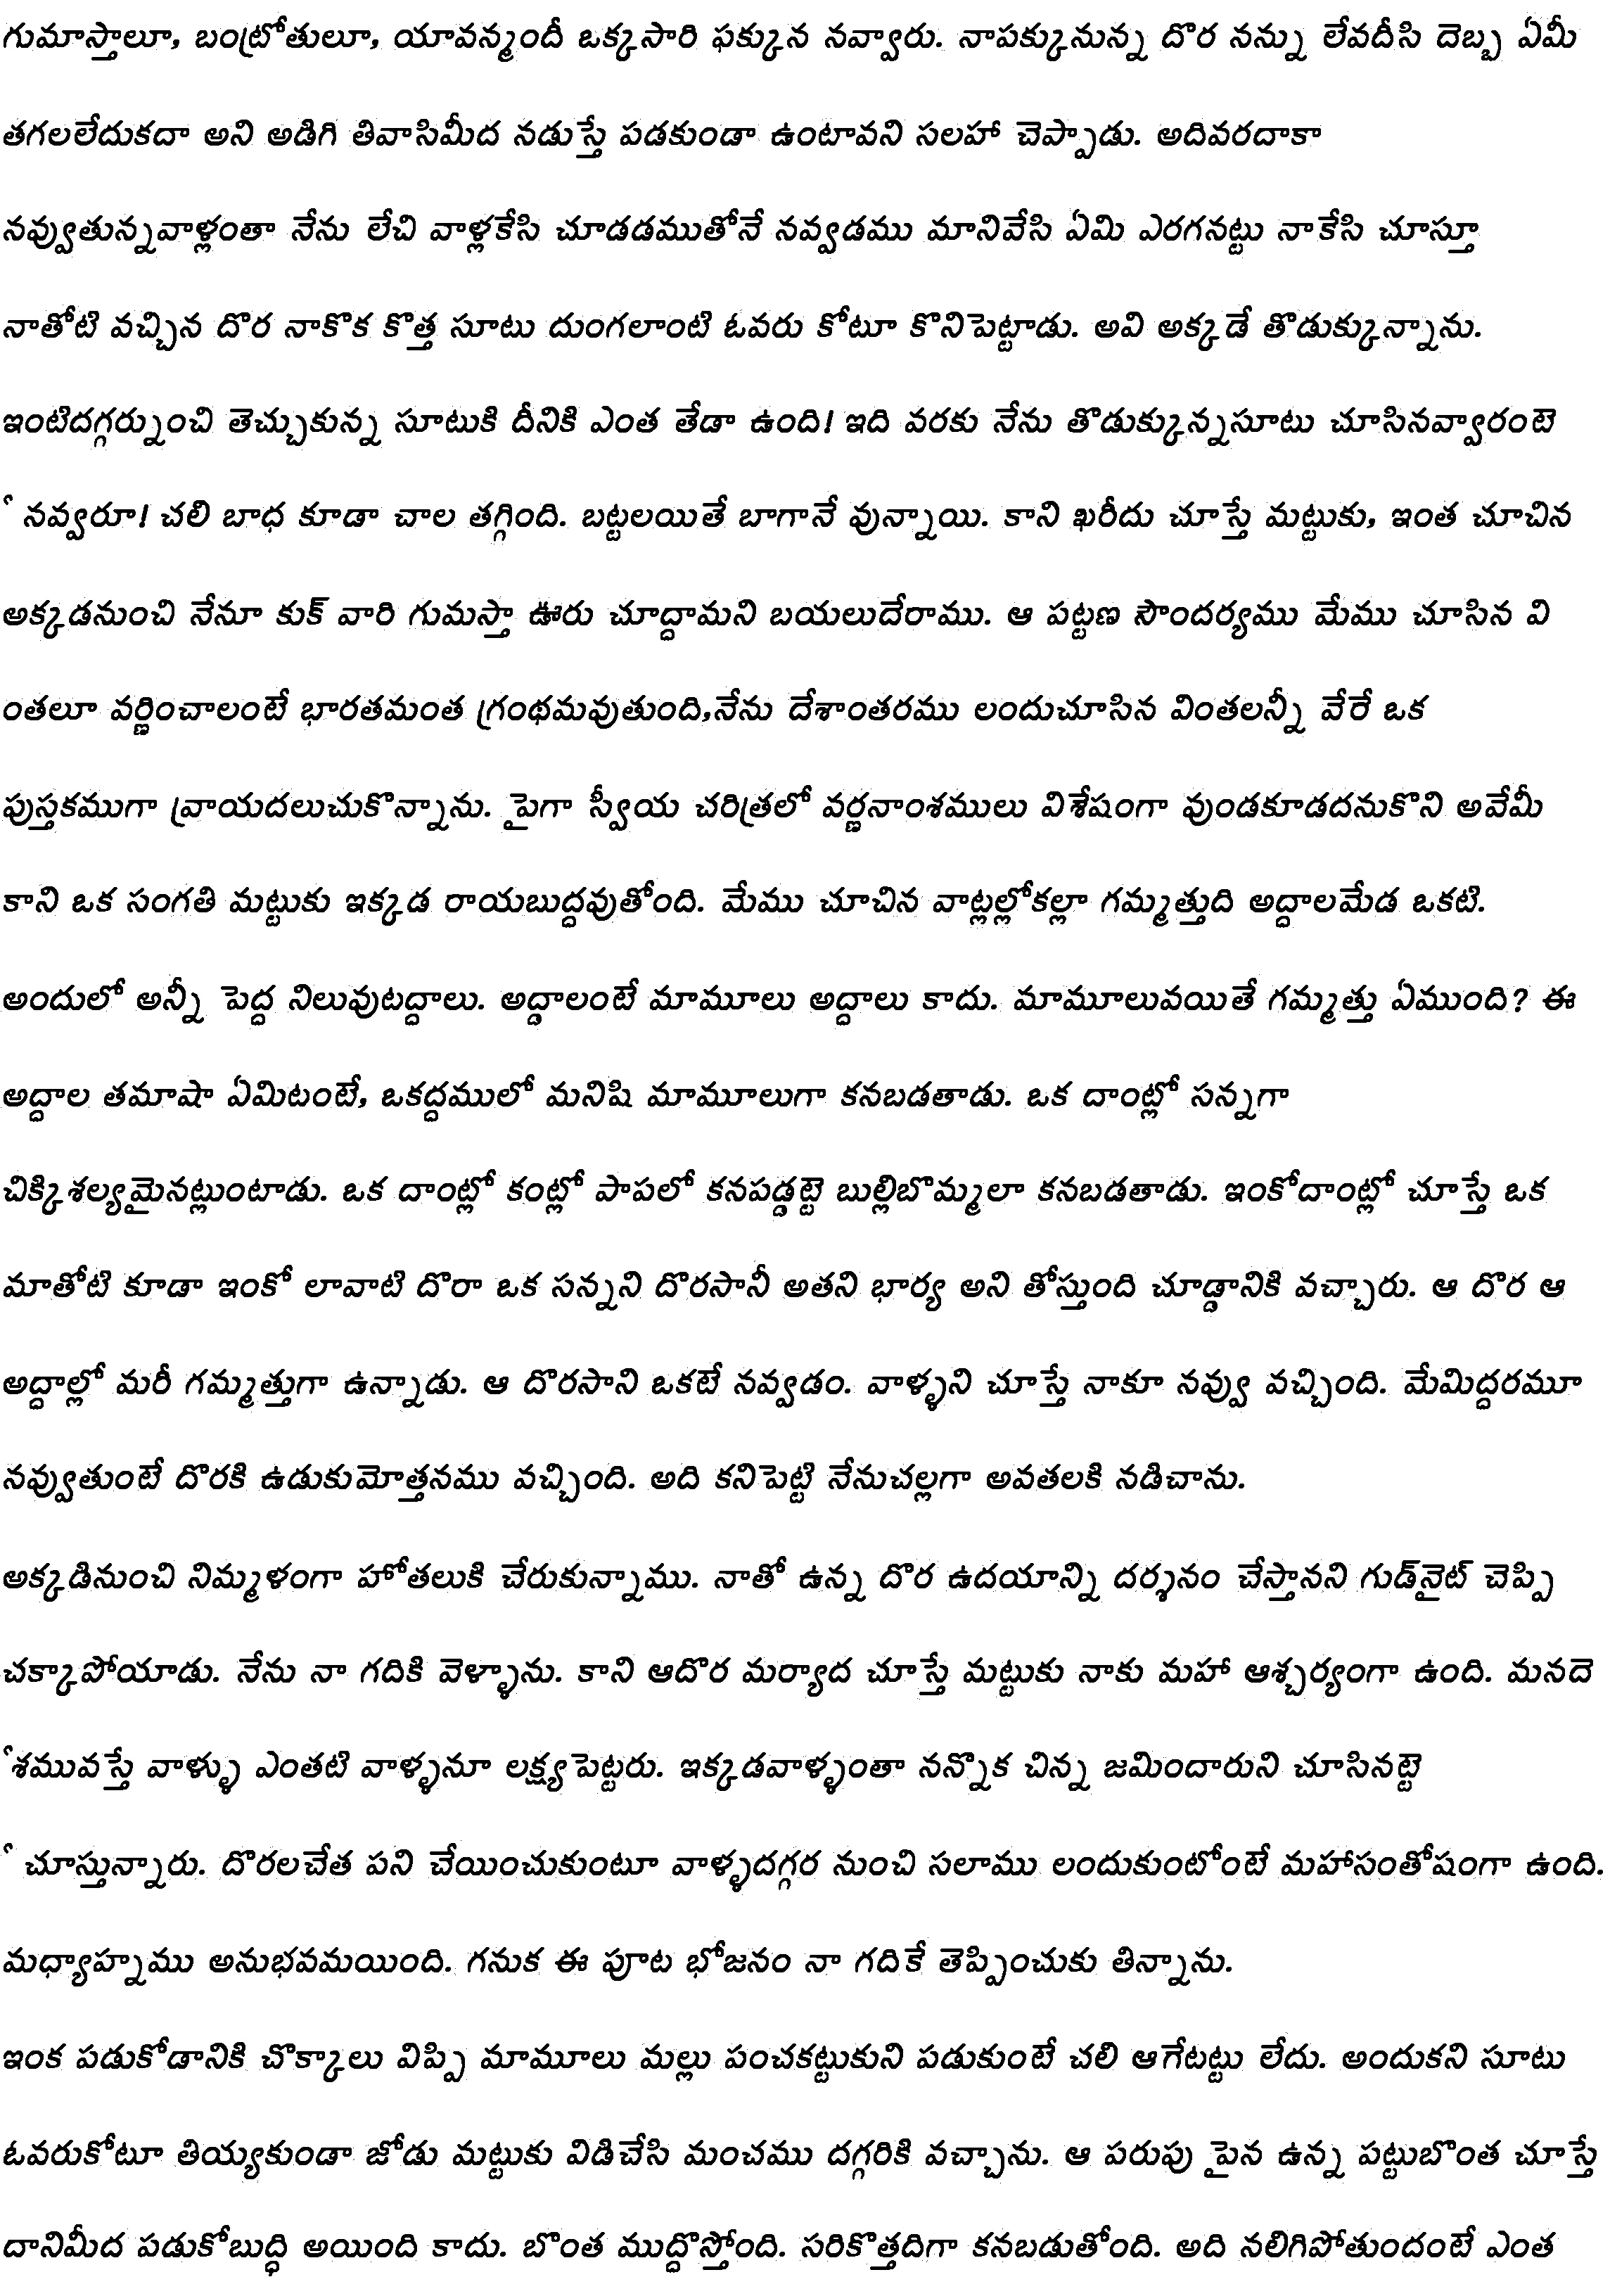 గుమాస్తాలూ, బంట్రోతులూ, యావన్మందీ ఒక్కసారి ఫక్కున నవ్వారు. నాపక్కనున్న దొర నన్ను లేవదీసి దెబ్బ ఏమీ
తగలలేదుకదా అని అడిగి తివాసిమీద నడుస్తే పడకుండా ఉంటావని సలహా చెప్పాడు. అదివరదాకా
నవ్వుతున్నవాళ్లంతా నేను లేచి వాళ్లకేసి చూడడముతోనే నవ్వడము మానివేసి ఏమి ఎరగనట్టు నాకేసి చూస్తూ
నాతోటి వచ్చిన దొర నాకొక కొత్త సూటు దుంగలాంటి ఓవరు కోటూ కొనిపెట్టాడు. అవి అక్కడే తొడుక్కున్నాను.
ఇంటిదగ్గర్నుంచి తెచ్చుకున్న సూటుకి దీనికి ఎంత తేడా ఉంది! ఇది వరకు నేను తొడుక్కున్నసూటు చూసినవ్వారంటె
ే నవ్వరూ! చలి బాధ కూడా చాల తగ్గింది. బట్టలయితే బాగానే వున్నాయి. కాని ఖరీదు చూస్తే మట్టుకు, ఇంత చూచిన
అక్కడనుంచి నేనూ కుక్ వారి గుమస్తా ఊరు చూద్దామని బయలుదేరాము. ఆ పట్టణ సౌందర్యము మేము చూసిన వి
ంతలూ వర్ణించాలంటే భారతమంత గ్రంథమవుతుంది,నేను దేశాంతరము లందుచూసిన వింతలన్నీ వేరే ఒక
పుస్తకముగా వ్రాయదలుచుకొన్నాను. పైగా స్వీయ చరిత్రలో వర్ణనాంశములు విశేషంగా వుండకూడదనుకొని అవేమీ
కాని ఒక సంగతి మట్టుకు ఇక్కడ రాయబుద్ధవుతోంది. మేము చూచిన వాట్లల్లోకల్లా గమ్మత్తుది అద్దాలమేడ ఒకటి.
అందులో అన్నీ పెద్ద నిలువుటద్దాలు. అద్దాలంటే మామూలు అద్దాలు కాదు. మామూలువయితే గమ్మత్తు ఏముంది? ఈ
అద్దాల తమాషా ఏమిటంటే, ఒకద్దములో మనిషి మామూలుగా కనబడతాడు. ఒక దాంట్లో సన్నగా
చిక్కిశల్యమైనట్లుంటాడు. ఒక దాంట్లో కంట్లో పాపలో కనపడ్డట్టె బుల్లిబొమ్మలా కనబడతాడు. ఇంకోదాంట్లో చూస్తే ఒక
మాతోటి కూడా ఇంకో లావాటి దొరా ఒక సన్నని దొరసానీ అతని భార్య అని తోస్తుంది చూడ్డానికి వచ్చారు. ఆ దొర ఆ
అద్దాల్లో మరీ గమ్మత్తుగా ఉన్నాడు. ఆ దొరసాని ఒకటే నవ్వడం. వాళ్ళని చూస్తే నాకూ నవ్వు వచ్చింది. మేమిద్దరమూ
నవ్వుతుంటే దొరకి ఉడుకుమోత్తనము వచ్చింది. అది కనిపెట్టి నేనుచల్లగా అవతలకి నడిచాను.
అక్కడినుంచి నిమ్మళంగా హోతలుకి చేరుకున్నాము. నాతో ఉన్న దొర ఉదయాన్ని దర్శనం చేస్తానని గుడ్‌నైట్ చెప్పి
చక్కాపోయాడు. నేను నా గదికి వెళ్ళాను. కాని ఆదొర మర్యాద చూస్తే మట్టుకు నాకు మహా ఆశ్చర్యంగా ఉంది. మనదె
ేశమువస్తే వాళ్ళు ఎంతటి వాళ్ళనూ లక్ష్యపెట్టరు. ఇక్కడవాళ్ళంతా నన్నొక చిన్న జమిందారుని చూసినట్టె
ే చూస్తున్నారు. దొరలచేత పని చేయించుకుంటూ వాళ్ళదగ్గర నుంచి సలాము లందుకుంటోంటే మహాసంతోషంగా ఉంది.
మధ్యాహ్నము అనుభవమయింది. గనుక ఈ పూట భోజనం నా గదికే తెప్పించుకు తిన్నాను.
ఇంక పడుకోడానికి చొక్కాలు విప్పి మామూలు మల్లు పంచకట్టుకుని పడుకుంటే చలి ఆగేటట్టు లేదు. అందుకని సూటు
ఓవరుకోటూ తియ్యకుండా జోడు మట్టుకు విడిచేసి మంచము దగ్గరికి వచ్చాను. ఆ పరుపు పైన ఉన్న పట్టుబొంత చూస్తే
దానిమీద పడుకోబుద్ధి అయింది కాదు. బొంత ముద్దొస్తోంది. సరికొత్తదిగా కనబడుతోంది. అది నలిగిపోతుందంటే ఎంత